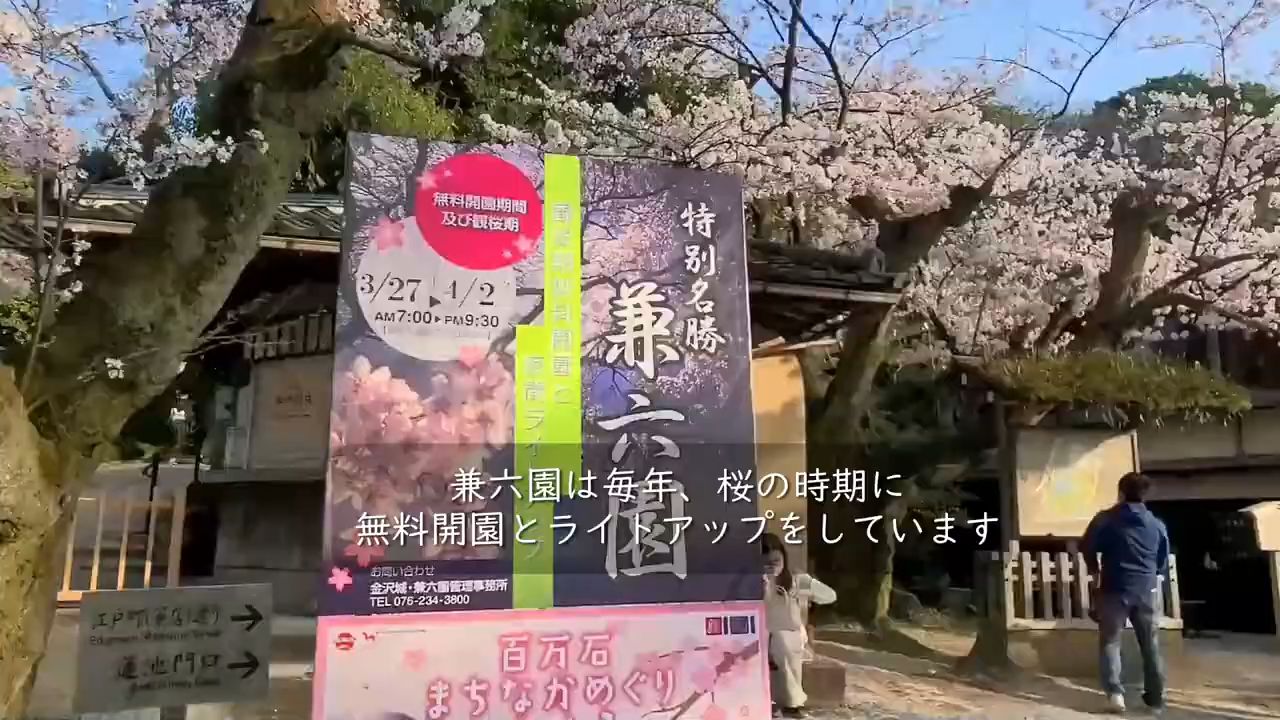 無料開園期間
及び観桜期
3/27 ▶ 4/2
AM7:00▶PM9:30
特別名勝
兼六園
お問い合わせ
金沢城・兼六園管理事務所
TEL 076-234-3800
兼六園は毎年、桜の時期に
無料開園とライトアップをしています
百万石
まちなかめぐり
蓮池門口